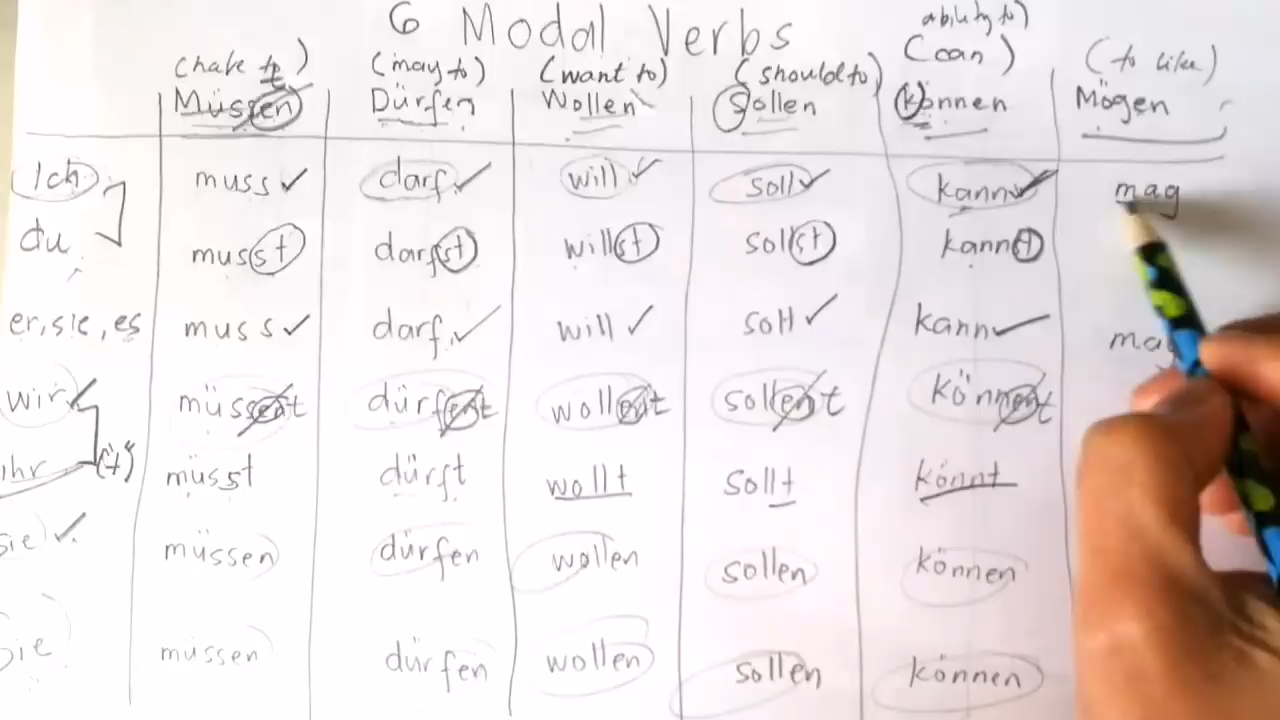 6 Modal Verbs
(have to) (may to) (want to) (should to) ability to) (can) (to like)
Müssen Dürfen Wollen Sollen Können Mögen
Ich muss darf will soll kann mag
du musst darfst willst sollst kannst
er, sie, es muss darf will soll kann ma
wir müssent dürfent wollent sollent könnent
ihr ("t") müsst dürft wollt sollt könnt
sie müssen dürfen wollen sollen können
Sie müssen dürfen wollen sollen können